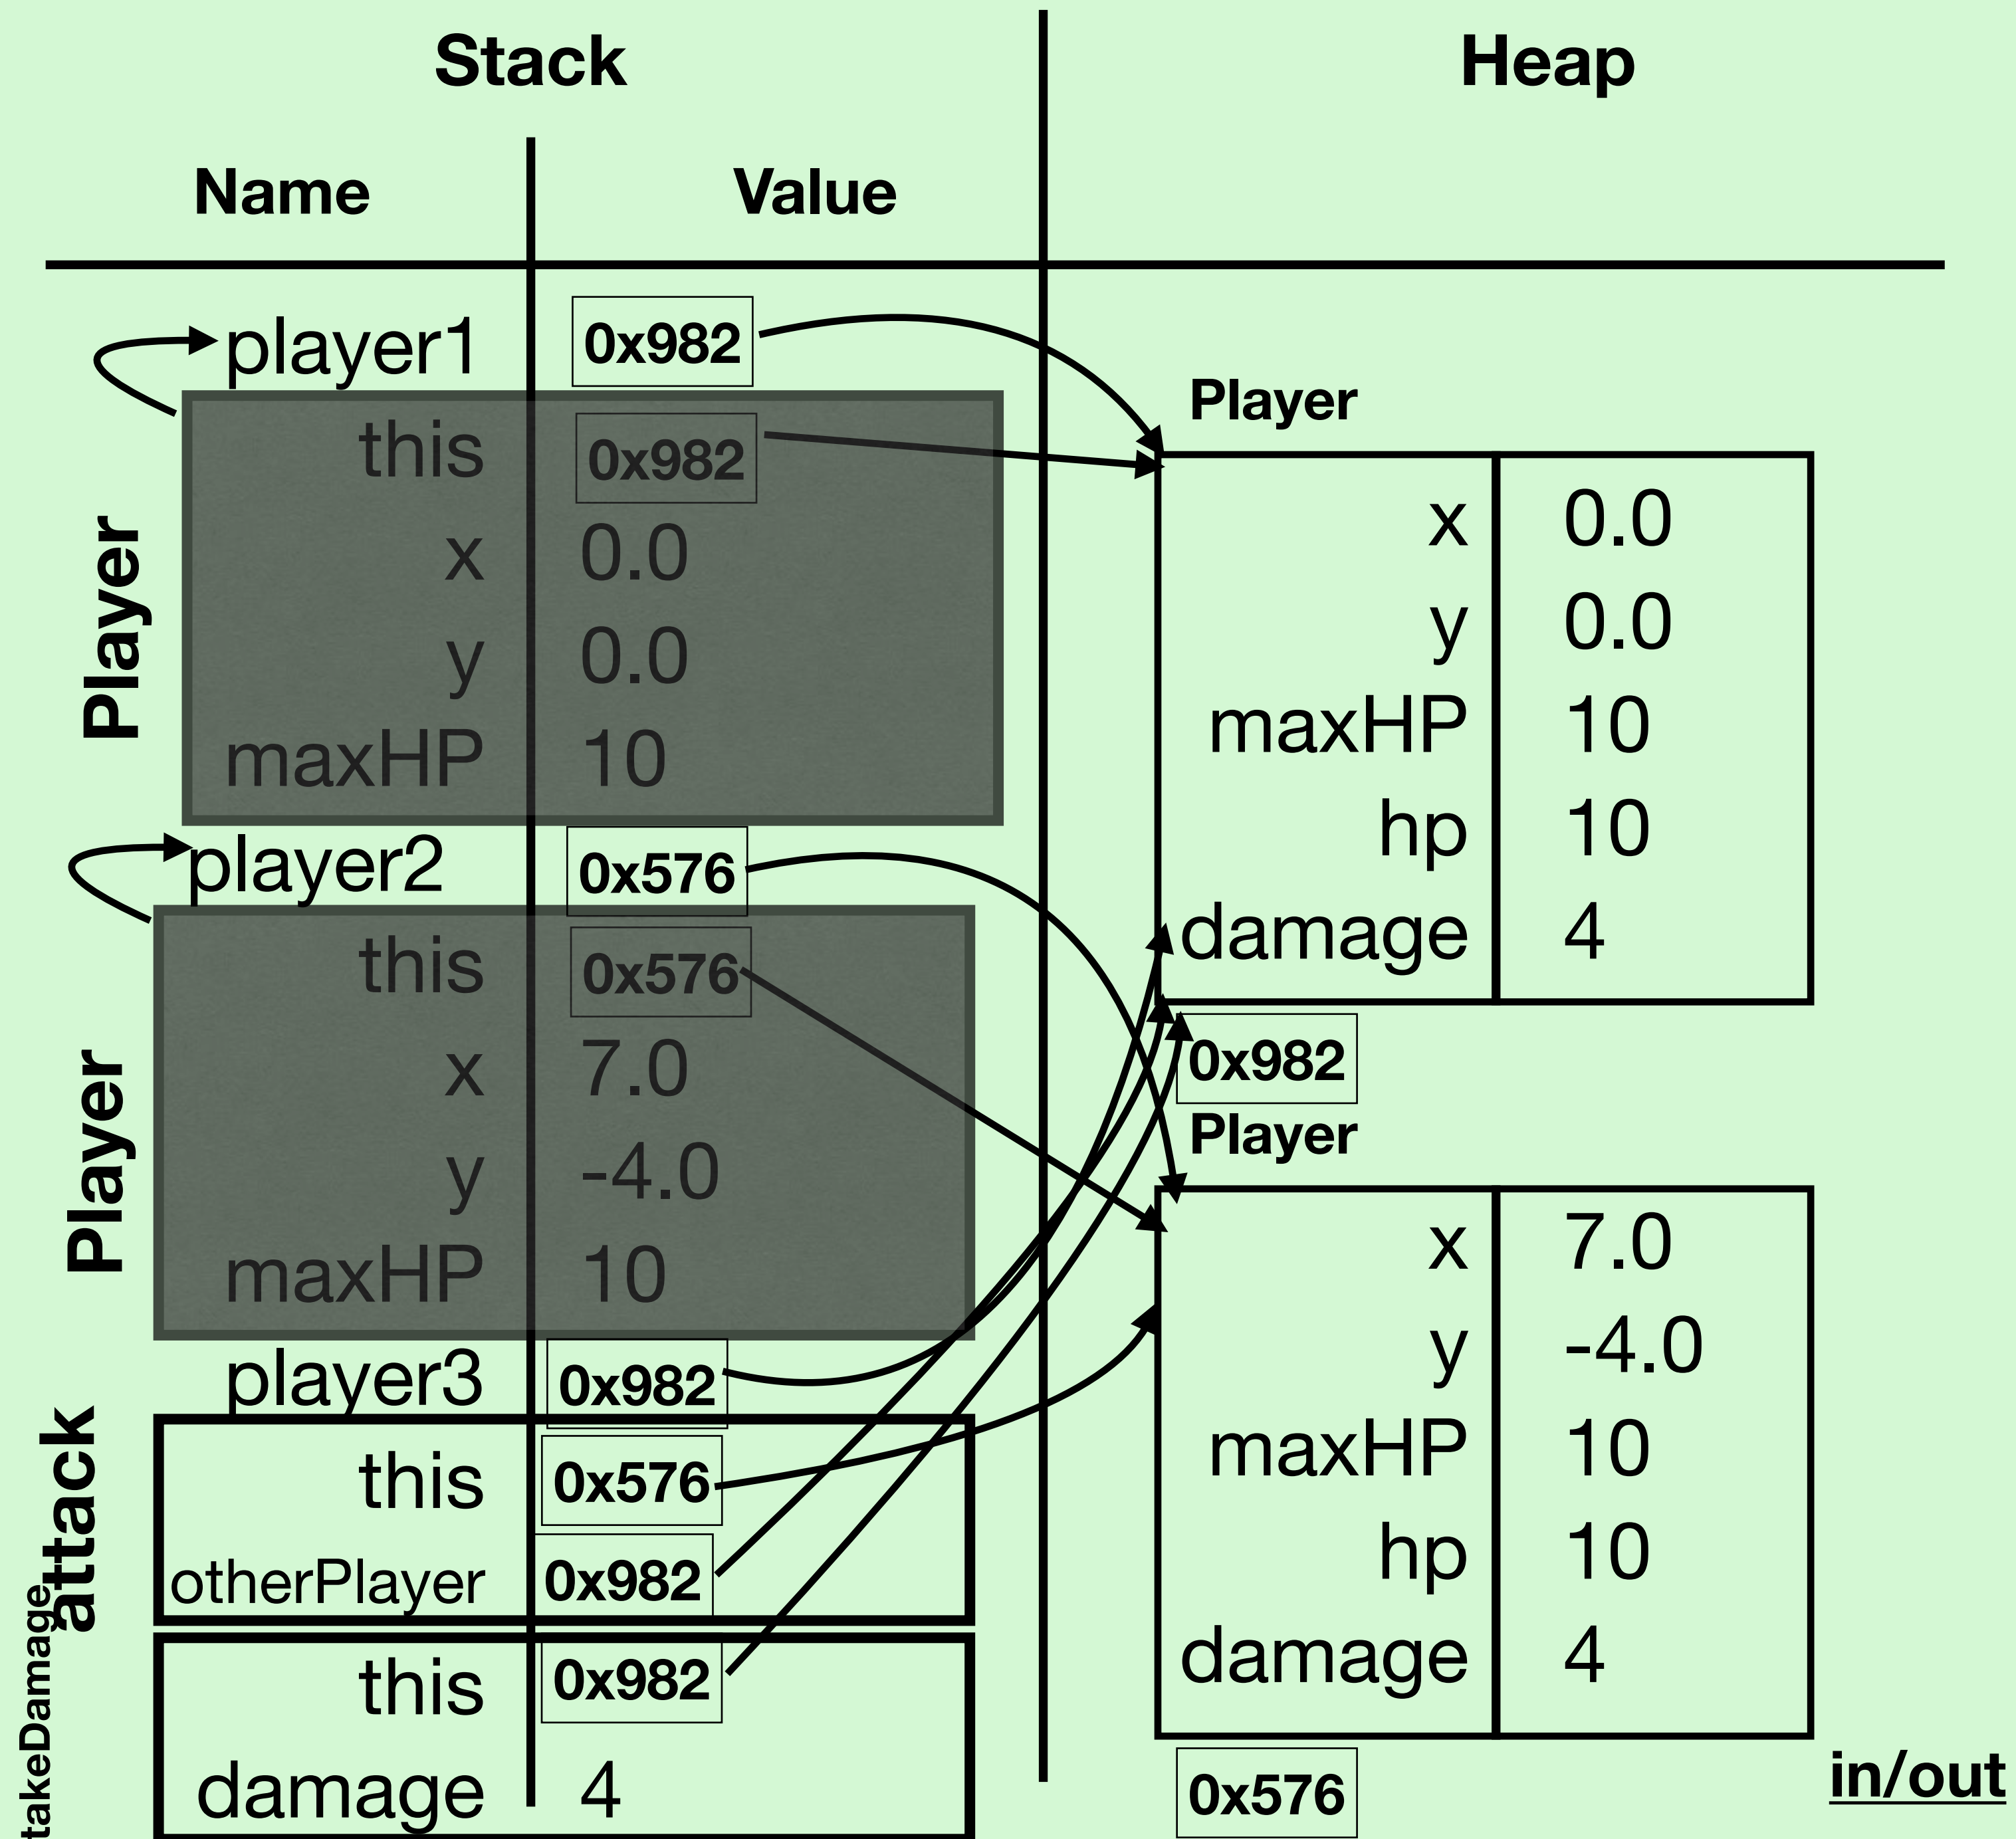 Stack
Heap
Name
Value
player1
0x982
Player
this
0x982
x
0.0
y
0.0
maxHP
10
player2
0x576
Player
this
0x576
x
7.0
y
-4.0
maxHP
10
player3
0x982
attack
this
0x576
otherPlayer
0x982
takeDamage
this
0x982
damage
4
Player
x
0.0
y
0.0
maxHP
10
hp
10
damage
4
0x982
Player
x
7.0
y
-4.0
maxHP
10
hp
10
damage
4
0x576
in/out